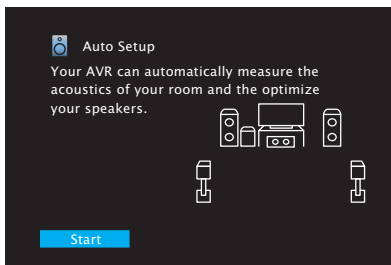 Auto Setup
Your AVR can automatically measure the
acoustics of your room and the optimize
your speakers.
Start